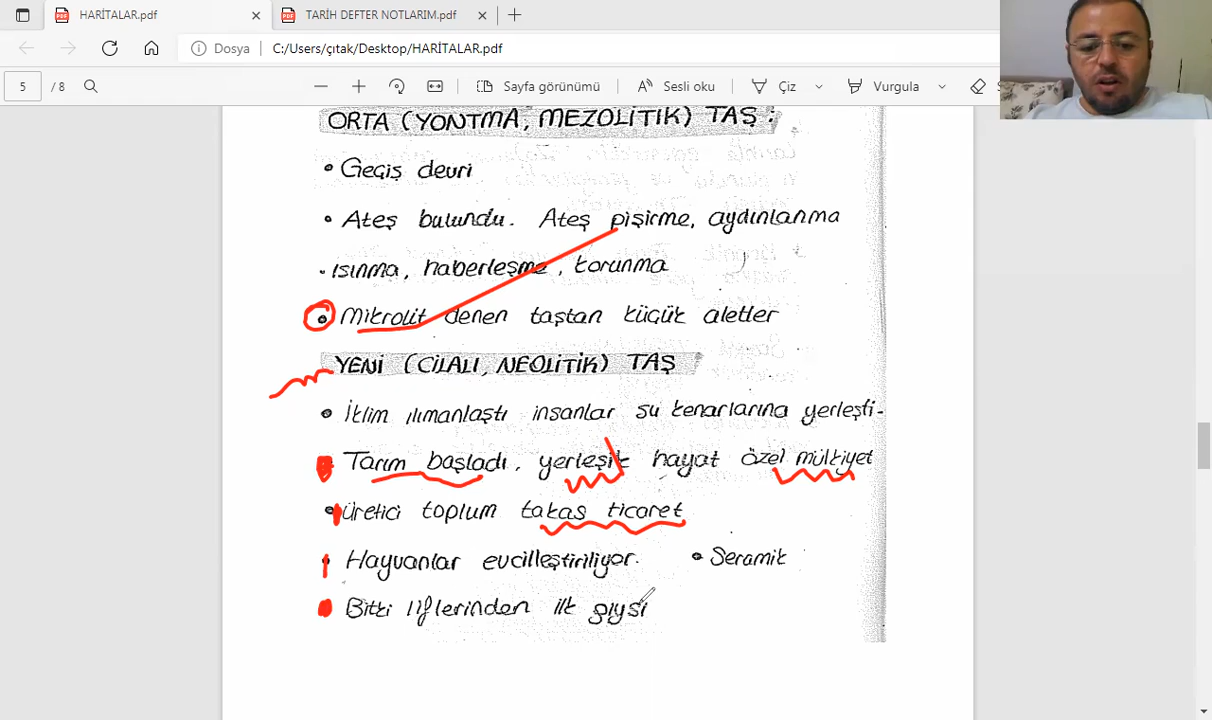 HARİTALAR.pdf
TARİH DEFTER NOTLARIM.pdf
Dosya
C:/Users/çıtak/Desktop/HARİTALAR.pdf
5
/ 8
Sayfa görünümü
Sesli oku
Çiz
Vurgula
ORTA (YONTMA, MEZOLİTİK) TAŞ:
• Geçiş devri
• Ateş bulundu. Ateş pişirme, aydınlanma
• ısınma, haberleşme, korunma
• Mikrolit denen taştan küçük aletler
YENİ (CİLALI, NEOLİTİK) TAŞ
• İklim ılımanlaştı insanlar su kenarlarına yerleşti-
Tarım başladı, yerleşik hayat özel mülkiyet
• üretici toplum takas ticaret
• Hayvanlar evcilleştiriliyor. • Seramik
Bitki liflerinden ilk giysi